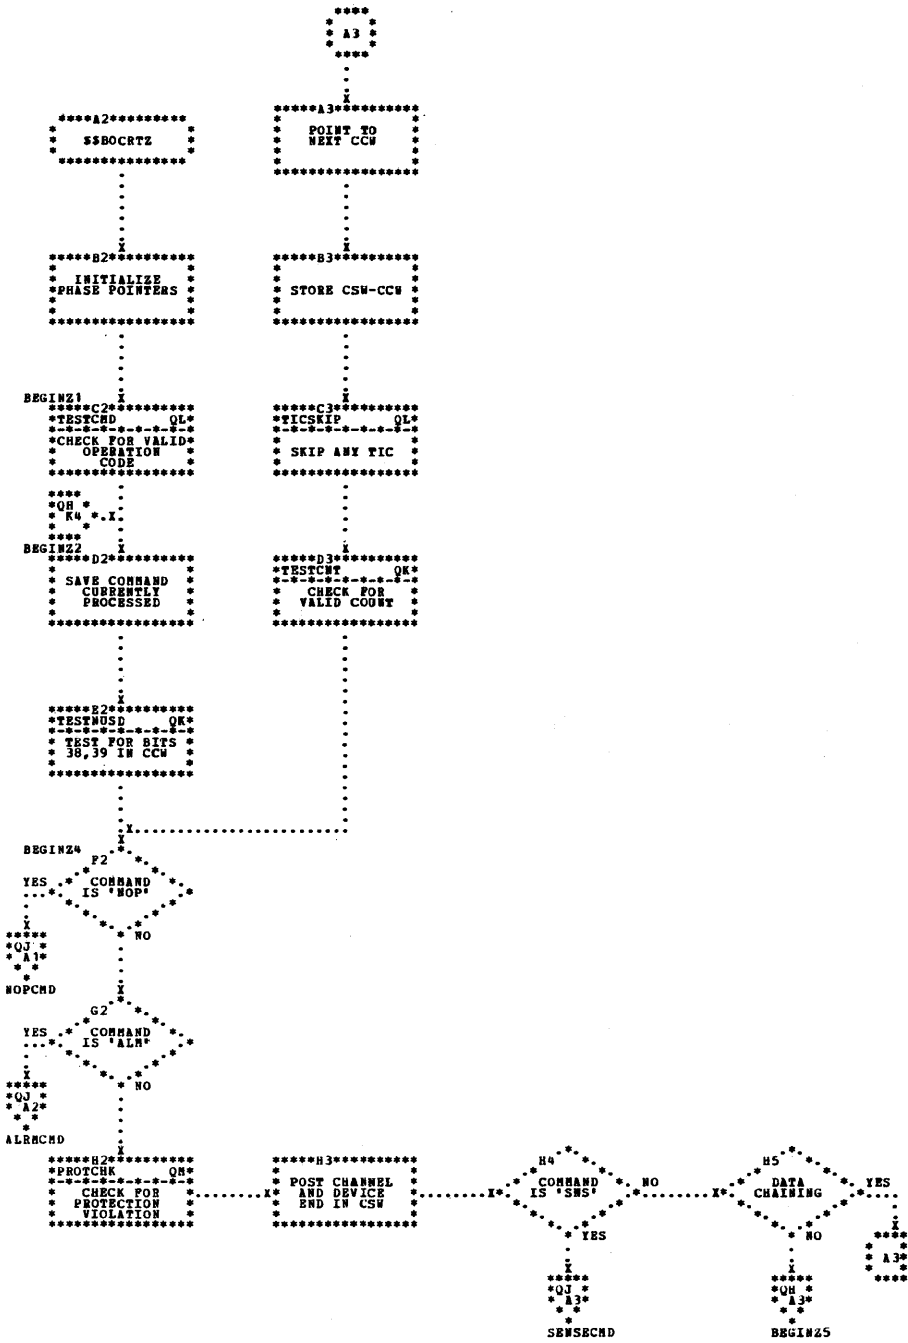 A3
A3
POINT TO
NEXT CCW
A2
$$BOCRTZ
B2
INITIALIZE
PHASE POINTERS
B3
STORE CSW-CCW
BEGINZ1
C2
TESTCMD QL
CHECK FOR VALID
OPERATION
CODE
C3
TICSKIP QL
SKIP ANY TIC
QH
K4
BEGINZ2
D2
SAVE COMMAND
CURRENTLY
PROCESSED
D3
TESTCNT QK
CHECK FOR
VALID COUNT
E2
TESTNUSD QK
TEST FOR BITS
38,39 IN CCW
BEGINZ4
F2
COMMAND
IS 'NOP'
YES
NO
QJ
A1
NOPCMD
G2
COMMAND
IS 'ALM'
YES
NO
QJ
A2
ALRMCMD
H2
PROTCHK QM
CHECK FOR
PROTECTION
VIOLATION
H3
POST CHANNEL
AND DEVICE
END IN CSW
H4
COMMAND
IS 'SNS'
NO
YES
H5
DATA
CHAINING
YES
NO
A3
QJ
A3
SENSECMD
QH
A3
BEGINZ5